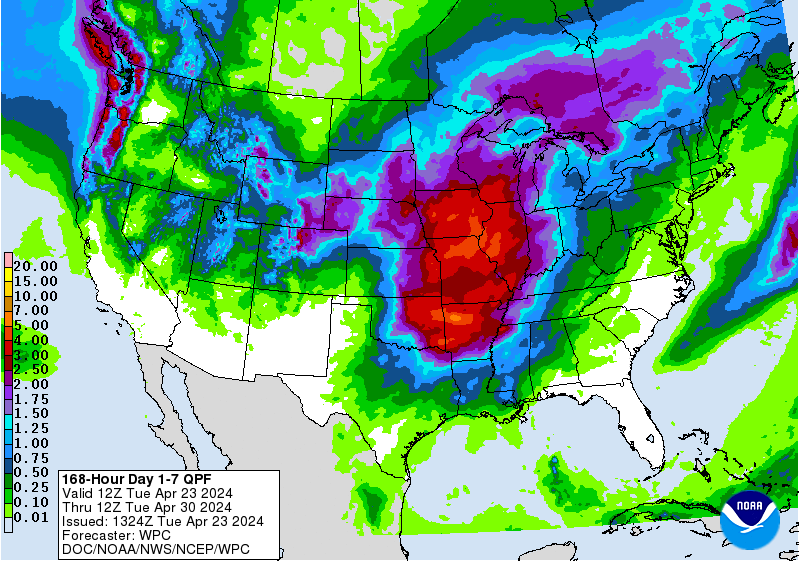 20.00
15.00
10.00
7.00
5.00
4.00
3.00
2.50
2.00
1.75
1.50
1.25
1.00
0.75
0.50
0.25
0.10
0.01
168-Hour Day 1-7 QPF
Valid 12Z Tue Apr 23 2024
Thru 12Z Tue Apr 30 2024
Issued: 1324Z Tue Apr 23 2024
Forecaster: WPC
DOC/NOAA/NWS/NCEP/WPC
NOAA